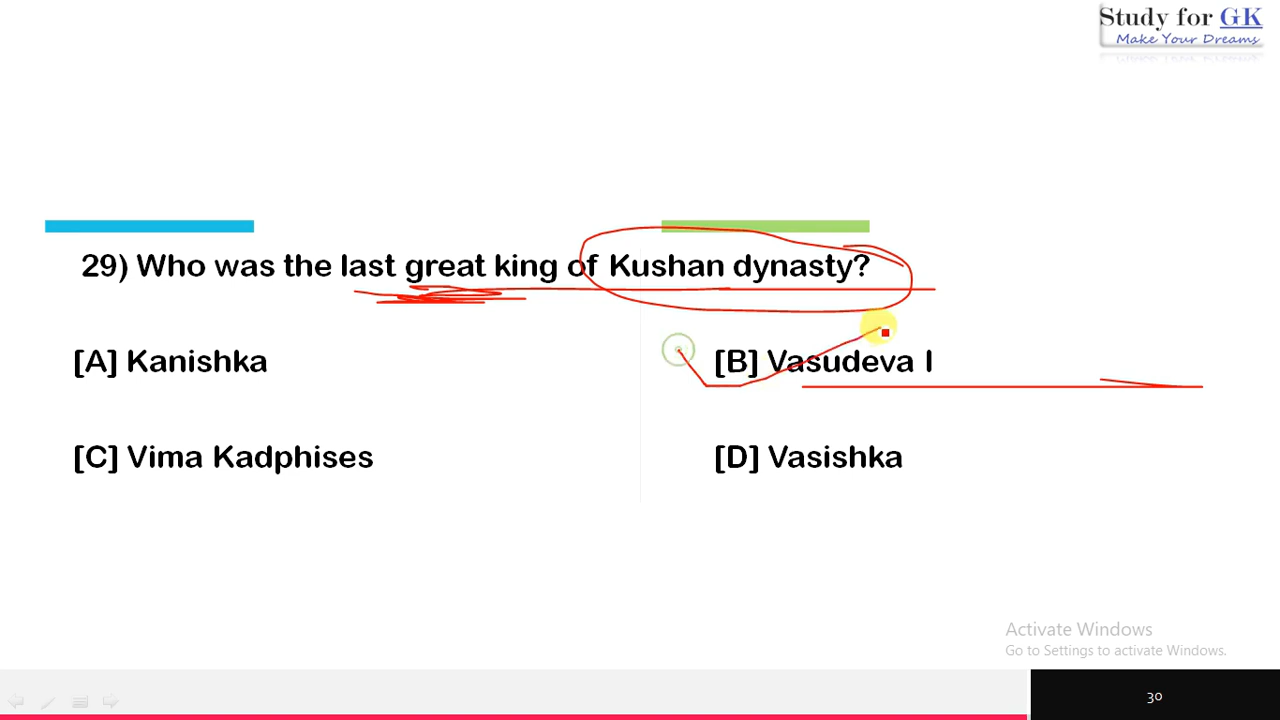 Study for GK
Make Your Dreams
29) Who was the last great king of Kushan dynasty?
[A] Kanishka
[B] Vasudeva I
[C] Vima Kadphises
[D] Vasishka
Activate Windows
Go to Settings to activate Windows.
30